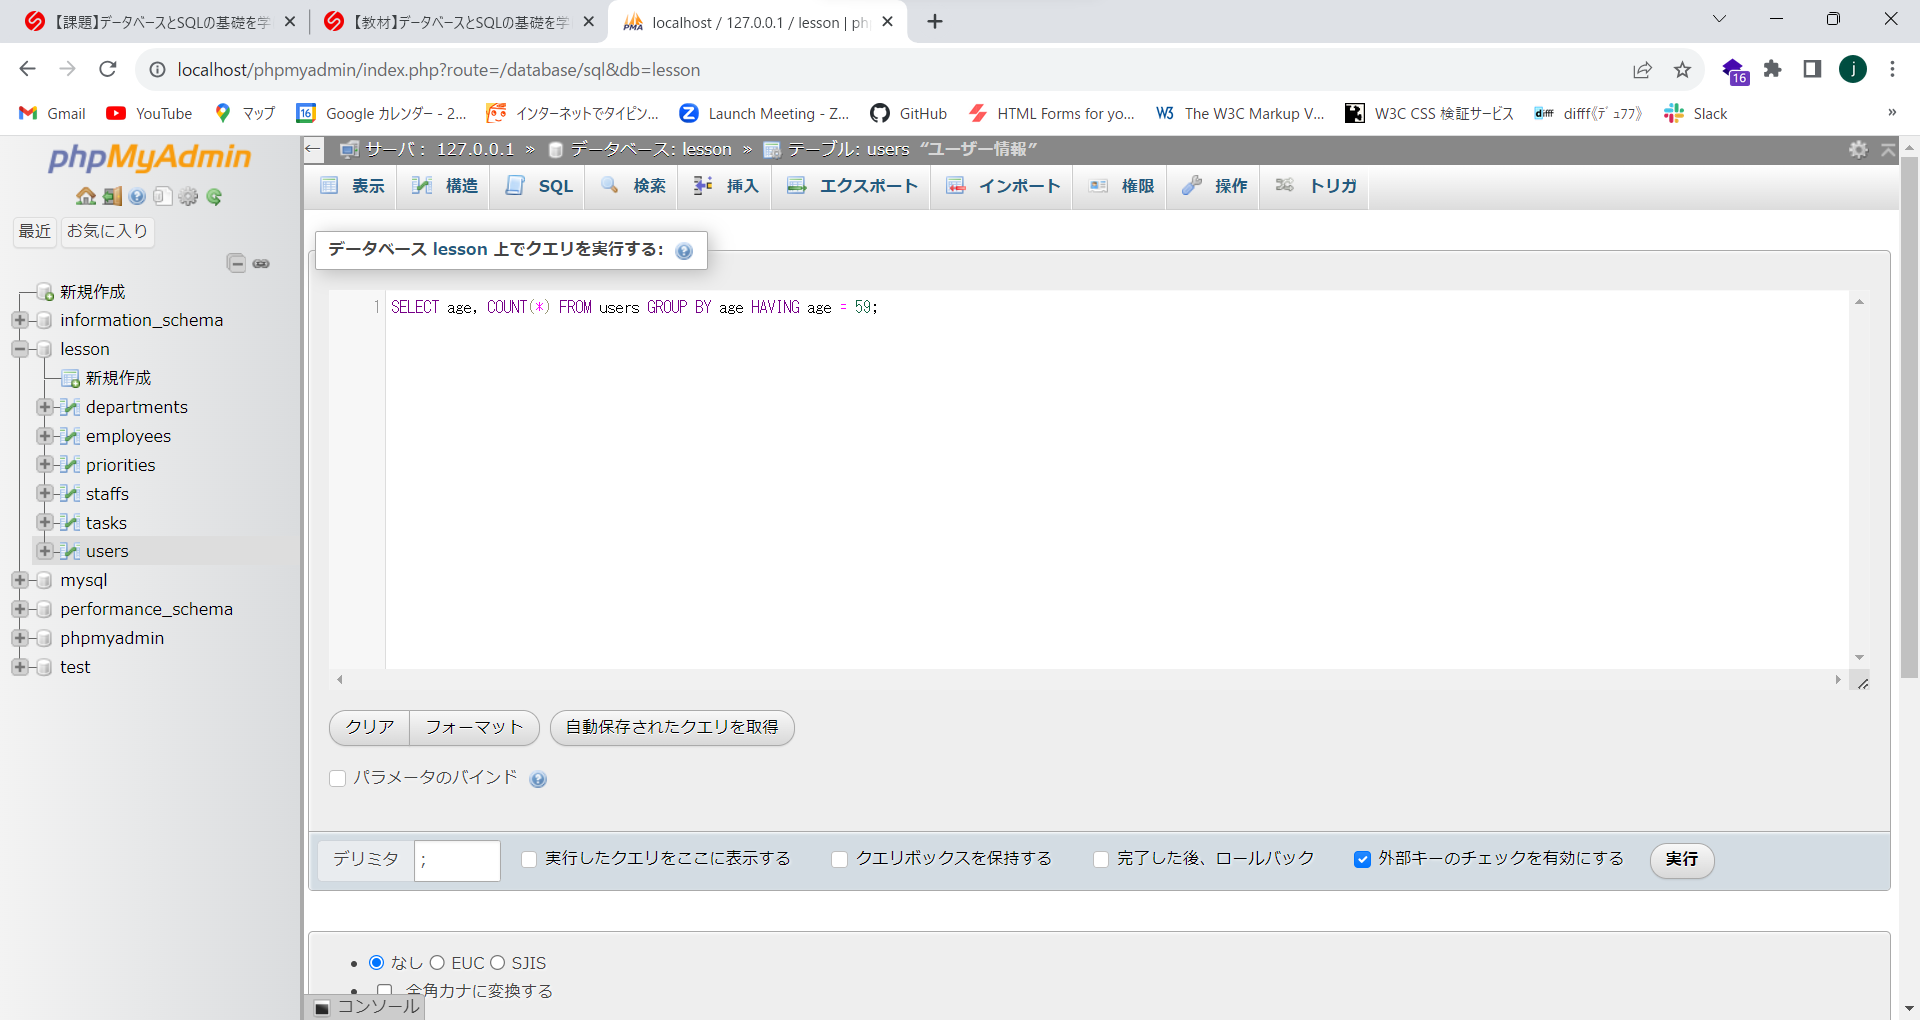 【課題】データベースとSQLの基礎を学
【教材】データベースとSQLの基礎を学
localhost / 127.0.0.1 / lesson | ph
localhost/phpmyadmin/index.php?route=/database/sql&db=lesson
16
j
Gmail
YouTube
マップ
16
Google カレンダー - 2...
インターネットでタイピン...
Launch Meeting - Z...
GitHub
HTML Forms for yo...
The W3C Markup V...
W3C CSS 検証サービス
difff《ﾃﾞｭﾌﾌ》
Slack
»
phpMyAdmin
最近
お気に入り
新規作成
information_schema
lesson
新規作成
departments
employees
priorities
staffs
tasks
users
mysql
performance_schema
phpmyadmin
test
サーバ: 127.0.0.1 » データベース: lesson » テーブル: users “ユーザー情報”
表示
構造
SQL
検索
挿入
エクスポート
インポート
権限
操作
トリガ
データベース lesson 上でクエリを実行する:
1 SELECT age, COUNT(*) FROM users GROUP BY age HAVING age = 59;
クリア
フォーマット
自動保存されたクエリを取得
パラメータのバインド
デリミタ ;
実行したクエリをここに表示する
クエリボックスを保持する
完了した後、ロールバック
外部キーのチェックを有効にする
実行
なし EUC SJIS
全角カナに変換する
コンソール